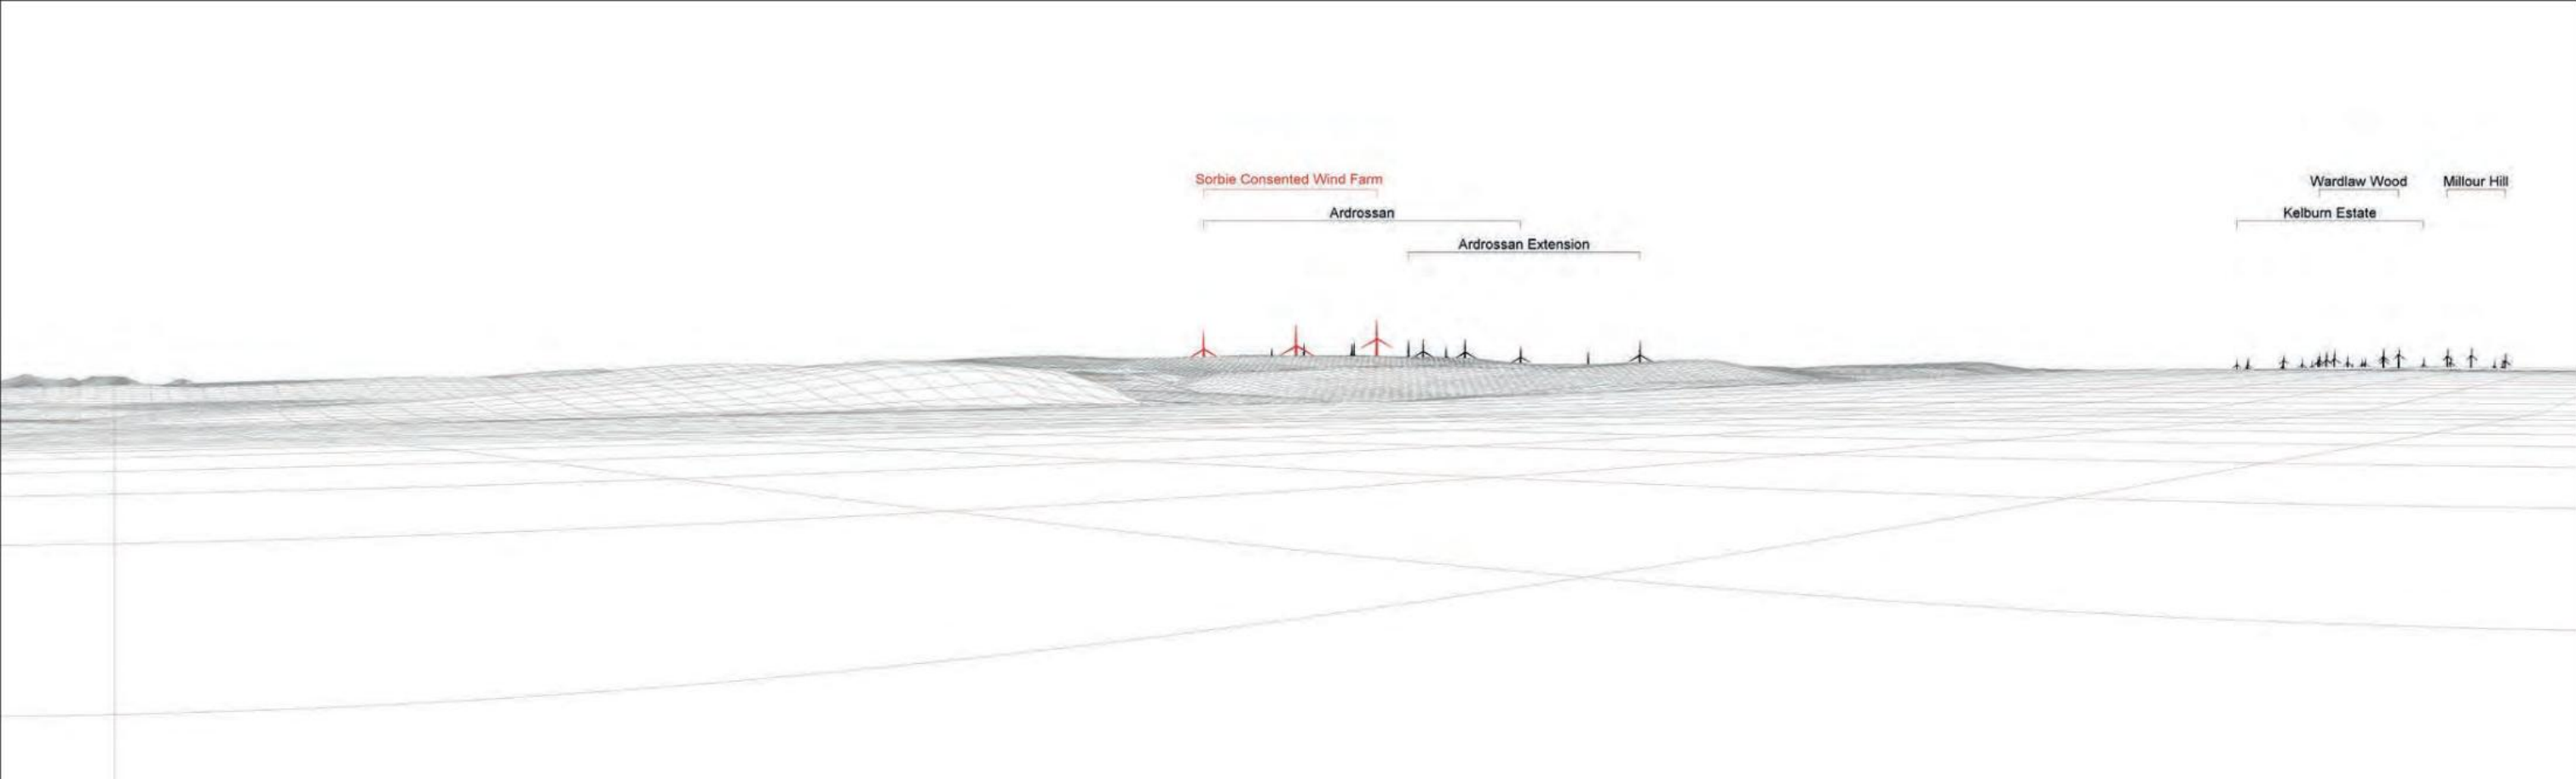 Sorbie Consented Wind Farm
Ardrossan
Ardrossan Extension
Wardlaw Wood
Millour Hill
Kelburn Estate